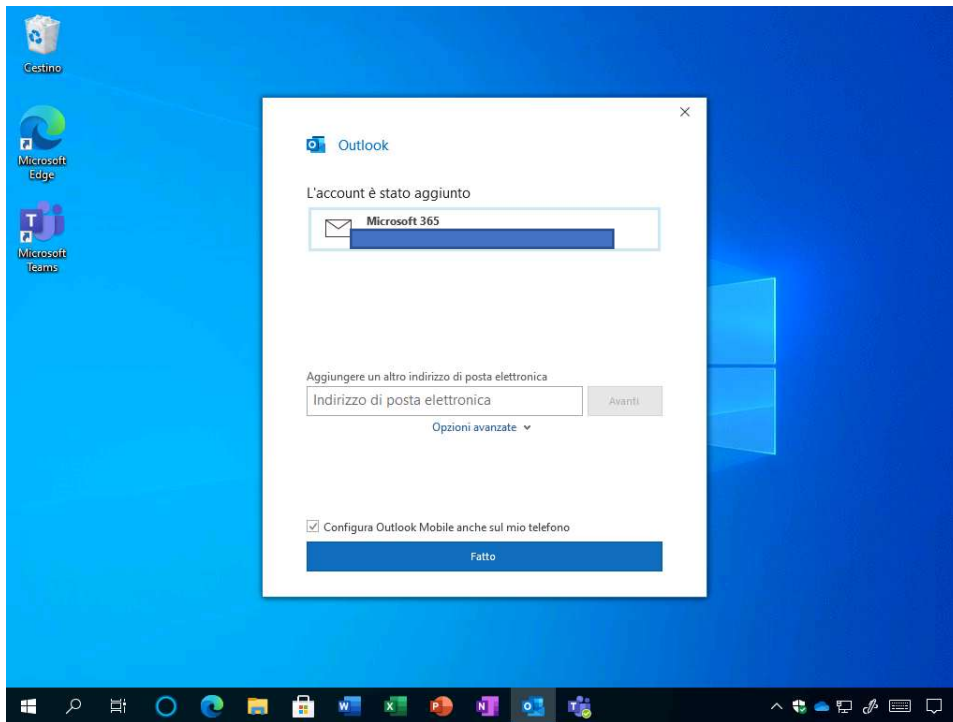 Cestino
Microsoft
Edge
Microsoft
Teams
Outlook
L'account è stato aggiunto
Microsoft 365
Aggiungere un altro indirizzo di posta elettronica
Indirizzo di posta elettronica
Avanti
Opzioni avanzate
Configura Outlook Mobile anche sul mio telefono
Fatto